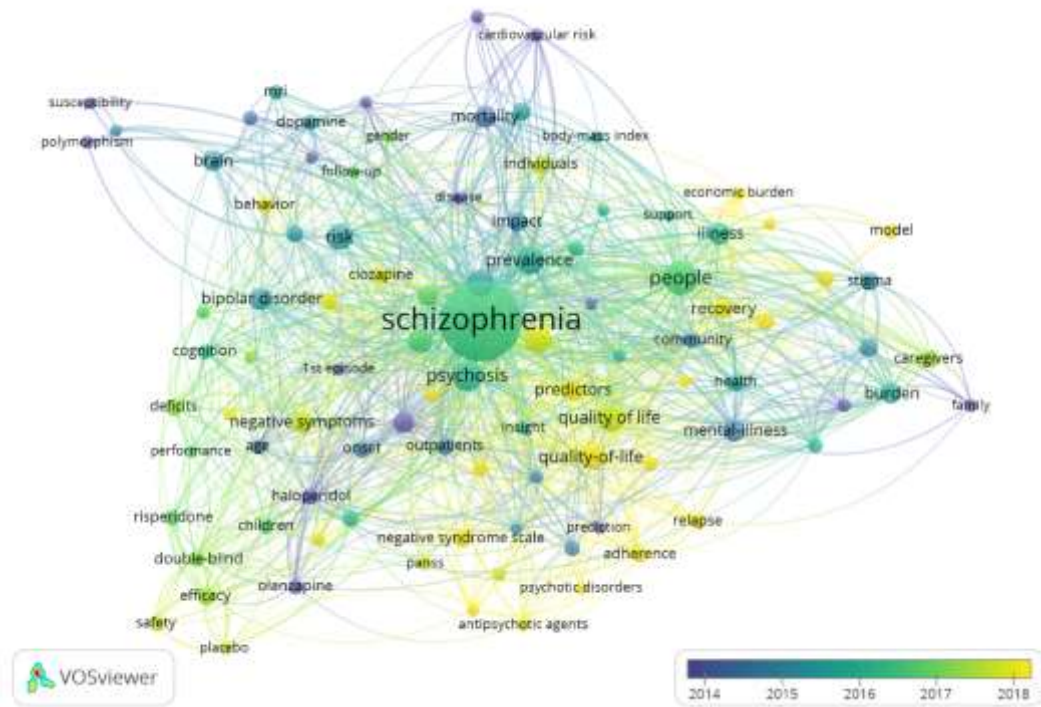 cardiovascular risk
susceptibility
mri
dopamine
mortality
polymorphism
gender
body-mass index
brain
follow-up
individuals
behavior
disease
economic burden
support
impact
illness
model
risk
prevalence
clozapine
people
stigma
bipolar disorder
recovery
schizophrenia
community
cognition
caregivers
1st episode
psychosis
health
burden
predictors
deficits
family
negative symptoms
quality of life
insight
mental-illness
performance
age
onset
outpatients
quality-of-life
haloperidol
risperidone
children
prediction
relapse
negative syndrome scale
adherence
double-blind
panss
olanzapine
psychotic disorders
efficacy
safety
antipsychotic agents
placebo
VOSviewer
2014 2015 2016 2017 2018